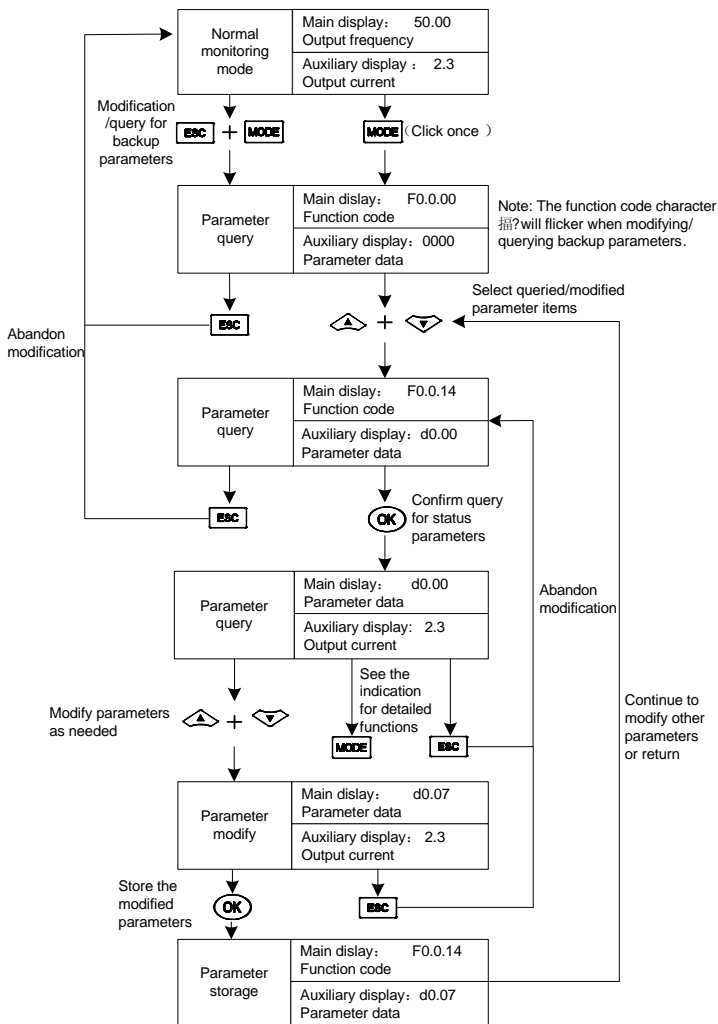 Normal
monitoring
mode
Main display： 50.00
Output frequency
Auxiliary display ： 2.3
Output current
Modification
/query for
backup
parameters
ESC + MODE
MODE (Click once ）
Parameter
query
Main dislay： F0.0.00
Function code
Auxiliary display：0000
Parameter data
Note: The function code character
描?will flicker when modifying/
querying backup parameters.
ESC
+
Select queried/modified
parameter items
Abandon
modification
Parameter
query
Main dislay： F0.0.14
Function code
Auxiliary display：d0.00
Parameter data
ESC
OK
Confirm query
for status
parameters
Parameter
query
Main dislay： d0.00
Parameter data
Auxiliary display: 2.3
Output current
Abandon
modification
Modify parameters
as needed
+
See the
indication
for detailed
functions
MODE
ESC
Continue to
modify other
parameters
or return
Parameter
modify
Main dislay： d0.07
Parameter data
Auxiliary display： 2.3
Output current
Store the
modified
parameters
OK
ESC
Parameter
storage
Main dislay： F0.0.14
Function code
Auxiliary display：d0.07
Parameter data